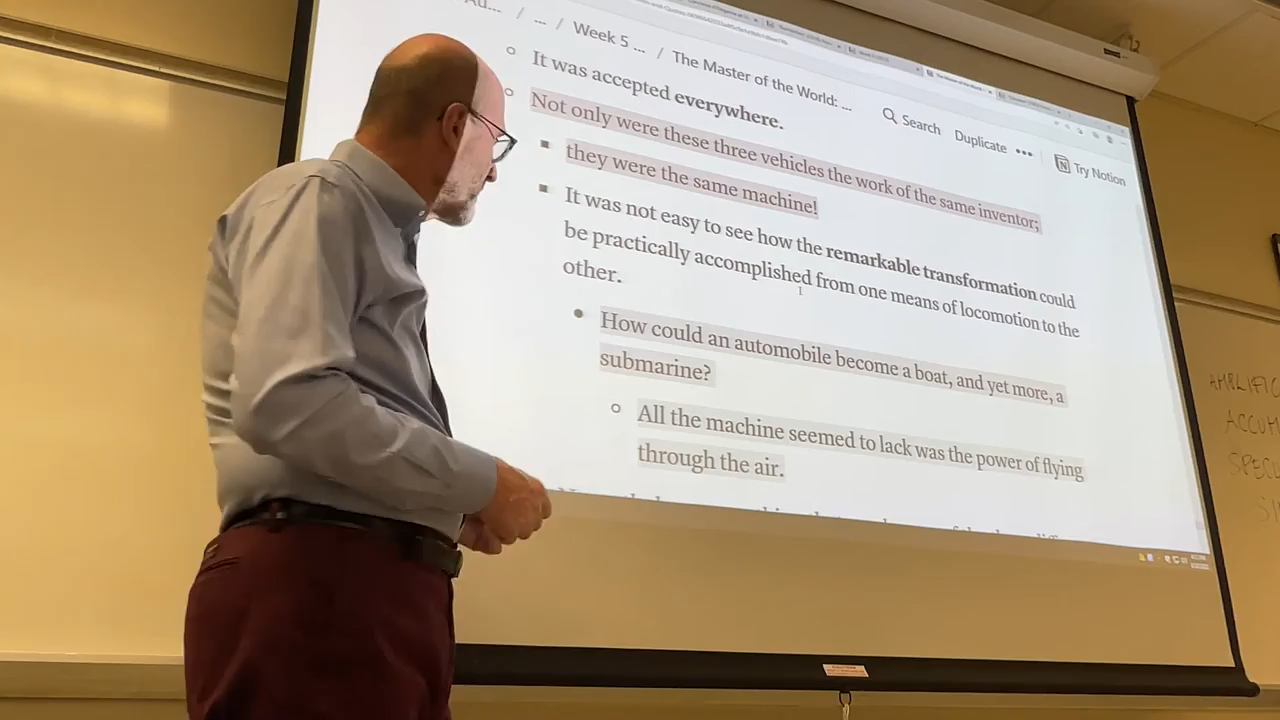 / ... / Week 5 ... / The Master of the World: ...
Search Duplicate ••• Try Notion
It was accepted everywhere.
Not only were these three vehicles the work of the same inventor;
they were the same machine!
It was not easy to see how the remarkable transformation could
be practically accomplished from one means of locomotion to the
other.
How could an automobile become a boat, and yet more, a
submarine?
All the machine seemed to lack was the power of flying
through the air.